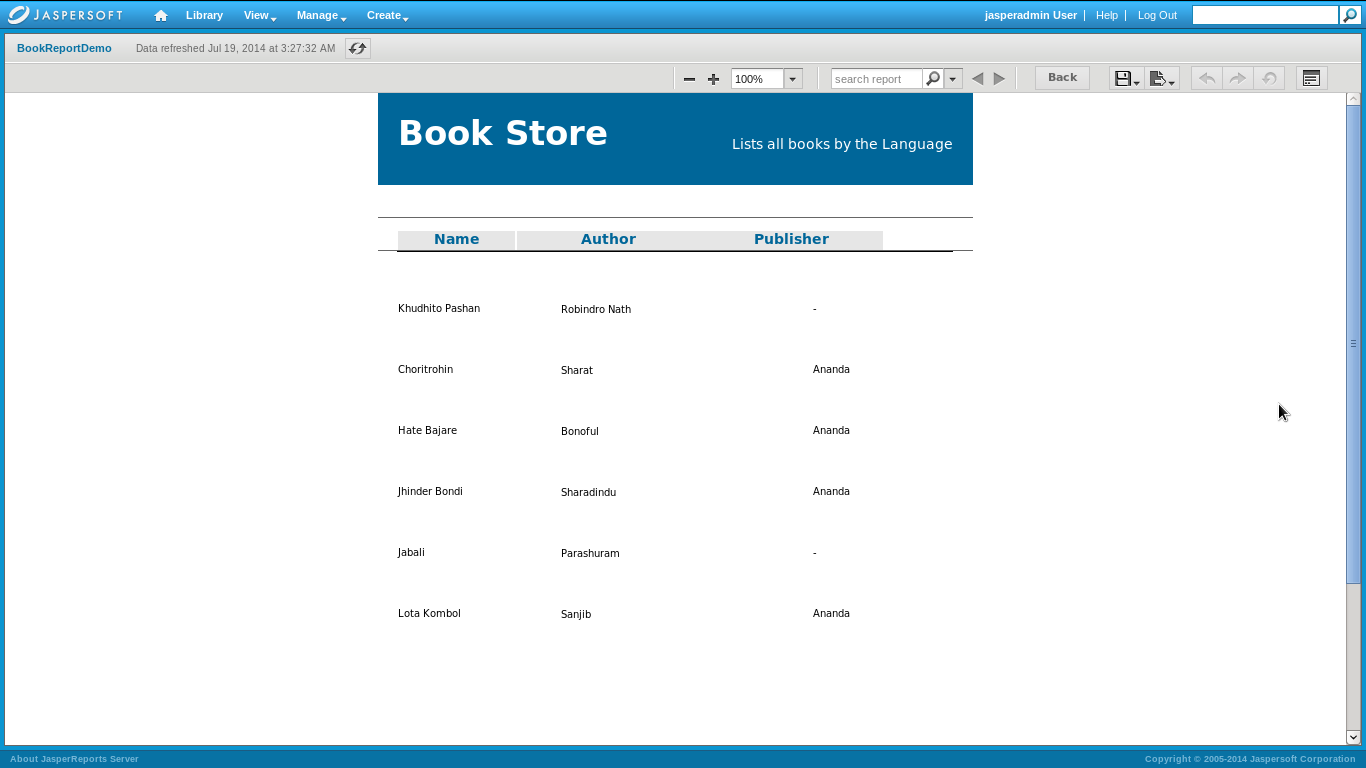 JASPERSOFT Library View Manage Create jasperadmin User Help Log Out
BookReportDemo Data refreshed Jul 19, 2014 at 3:27:32 AM
100% search report Back
Book Store
Lists all books by the Language
Name Author Publisher
Khudhito Pashan Robindro Nath -
Choritrohin Sharat Ananda
Hate Bajare Bonoful Ananda
Jhinder Bondi Sharadindu Ananda
Jabali Parashuram -
Lota Kombol Sanjib Ananda
About JasperReports Server Copyright © 2005-2014 Jaspersoft Corporation